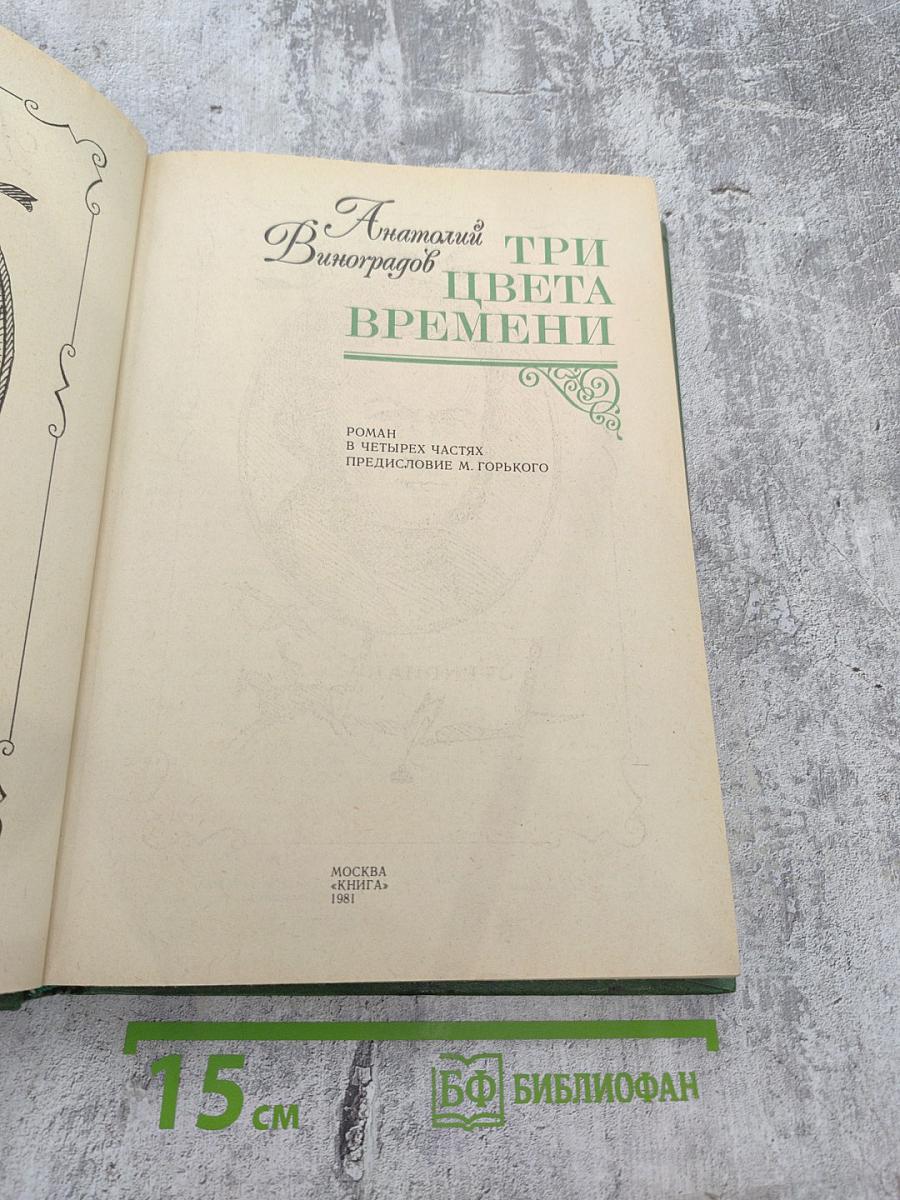 Анатолий
Виноградов
ТРИ
ЦВЕТА
ВРЕМЕНИ
РОМАН
В ЧЕТЫРЕХ ЧАСТЯХ
ПРЕДИСЛОВИЕ М. ГОРЬКОГО
МОСКВА
«КНИГА»
1981
15 см
БФ БИБЛИОФАН